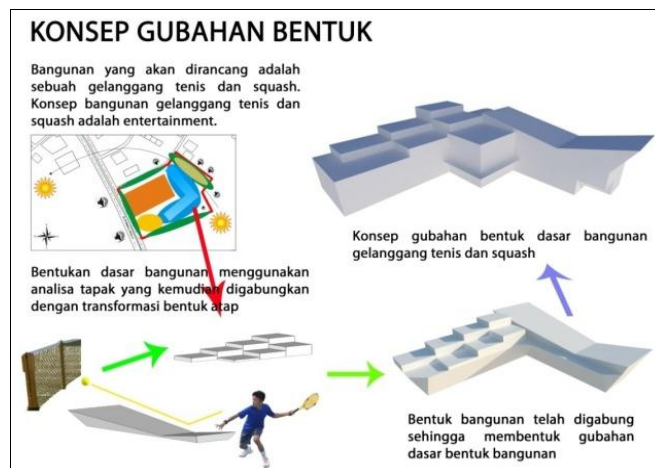 KONSEP GUBAHAN BENTUK
Bangunan yang akan dirancang adalah
sebuah gelanggang tenis dan squash.
Konsep bangunan gelanggang tenis dan
squash adalah entertainment.
Bentukan dasar bangunan menggunakan
analisa tapak yang kemudian digabungkan
dengan transformasi bentuk atap
Konsep gubahan bentuk dasar bangunan
gelanggang tenis dan squash
Bentuk bangunan telah digabung
sehingga membentuk gubahan
dasar bentuk bangunan